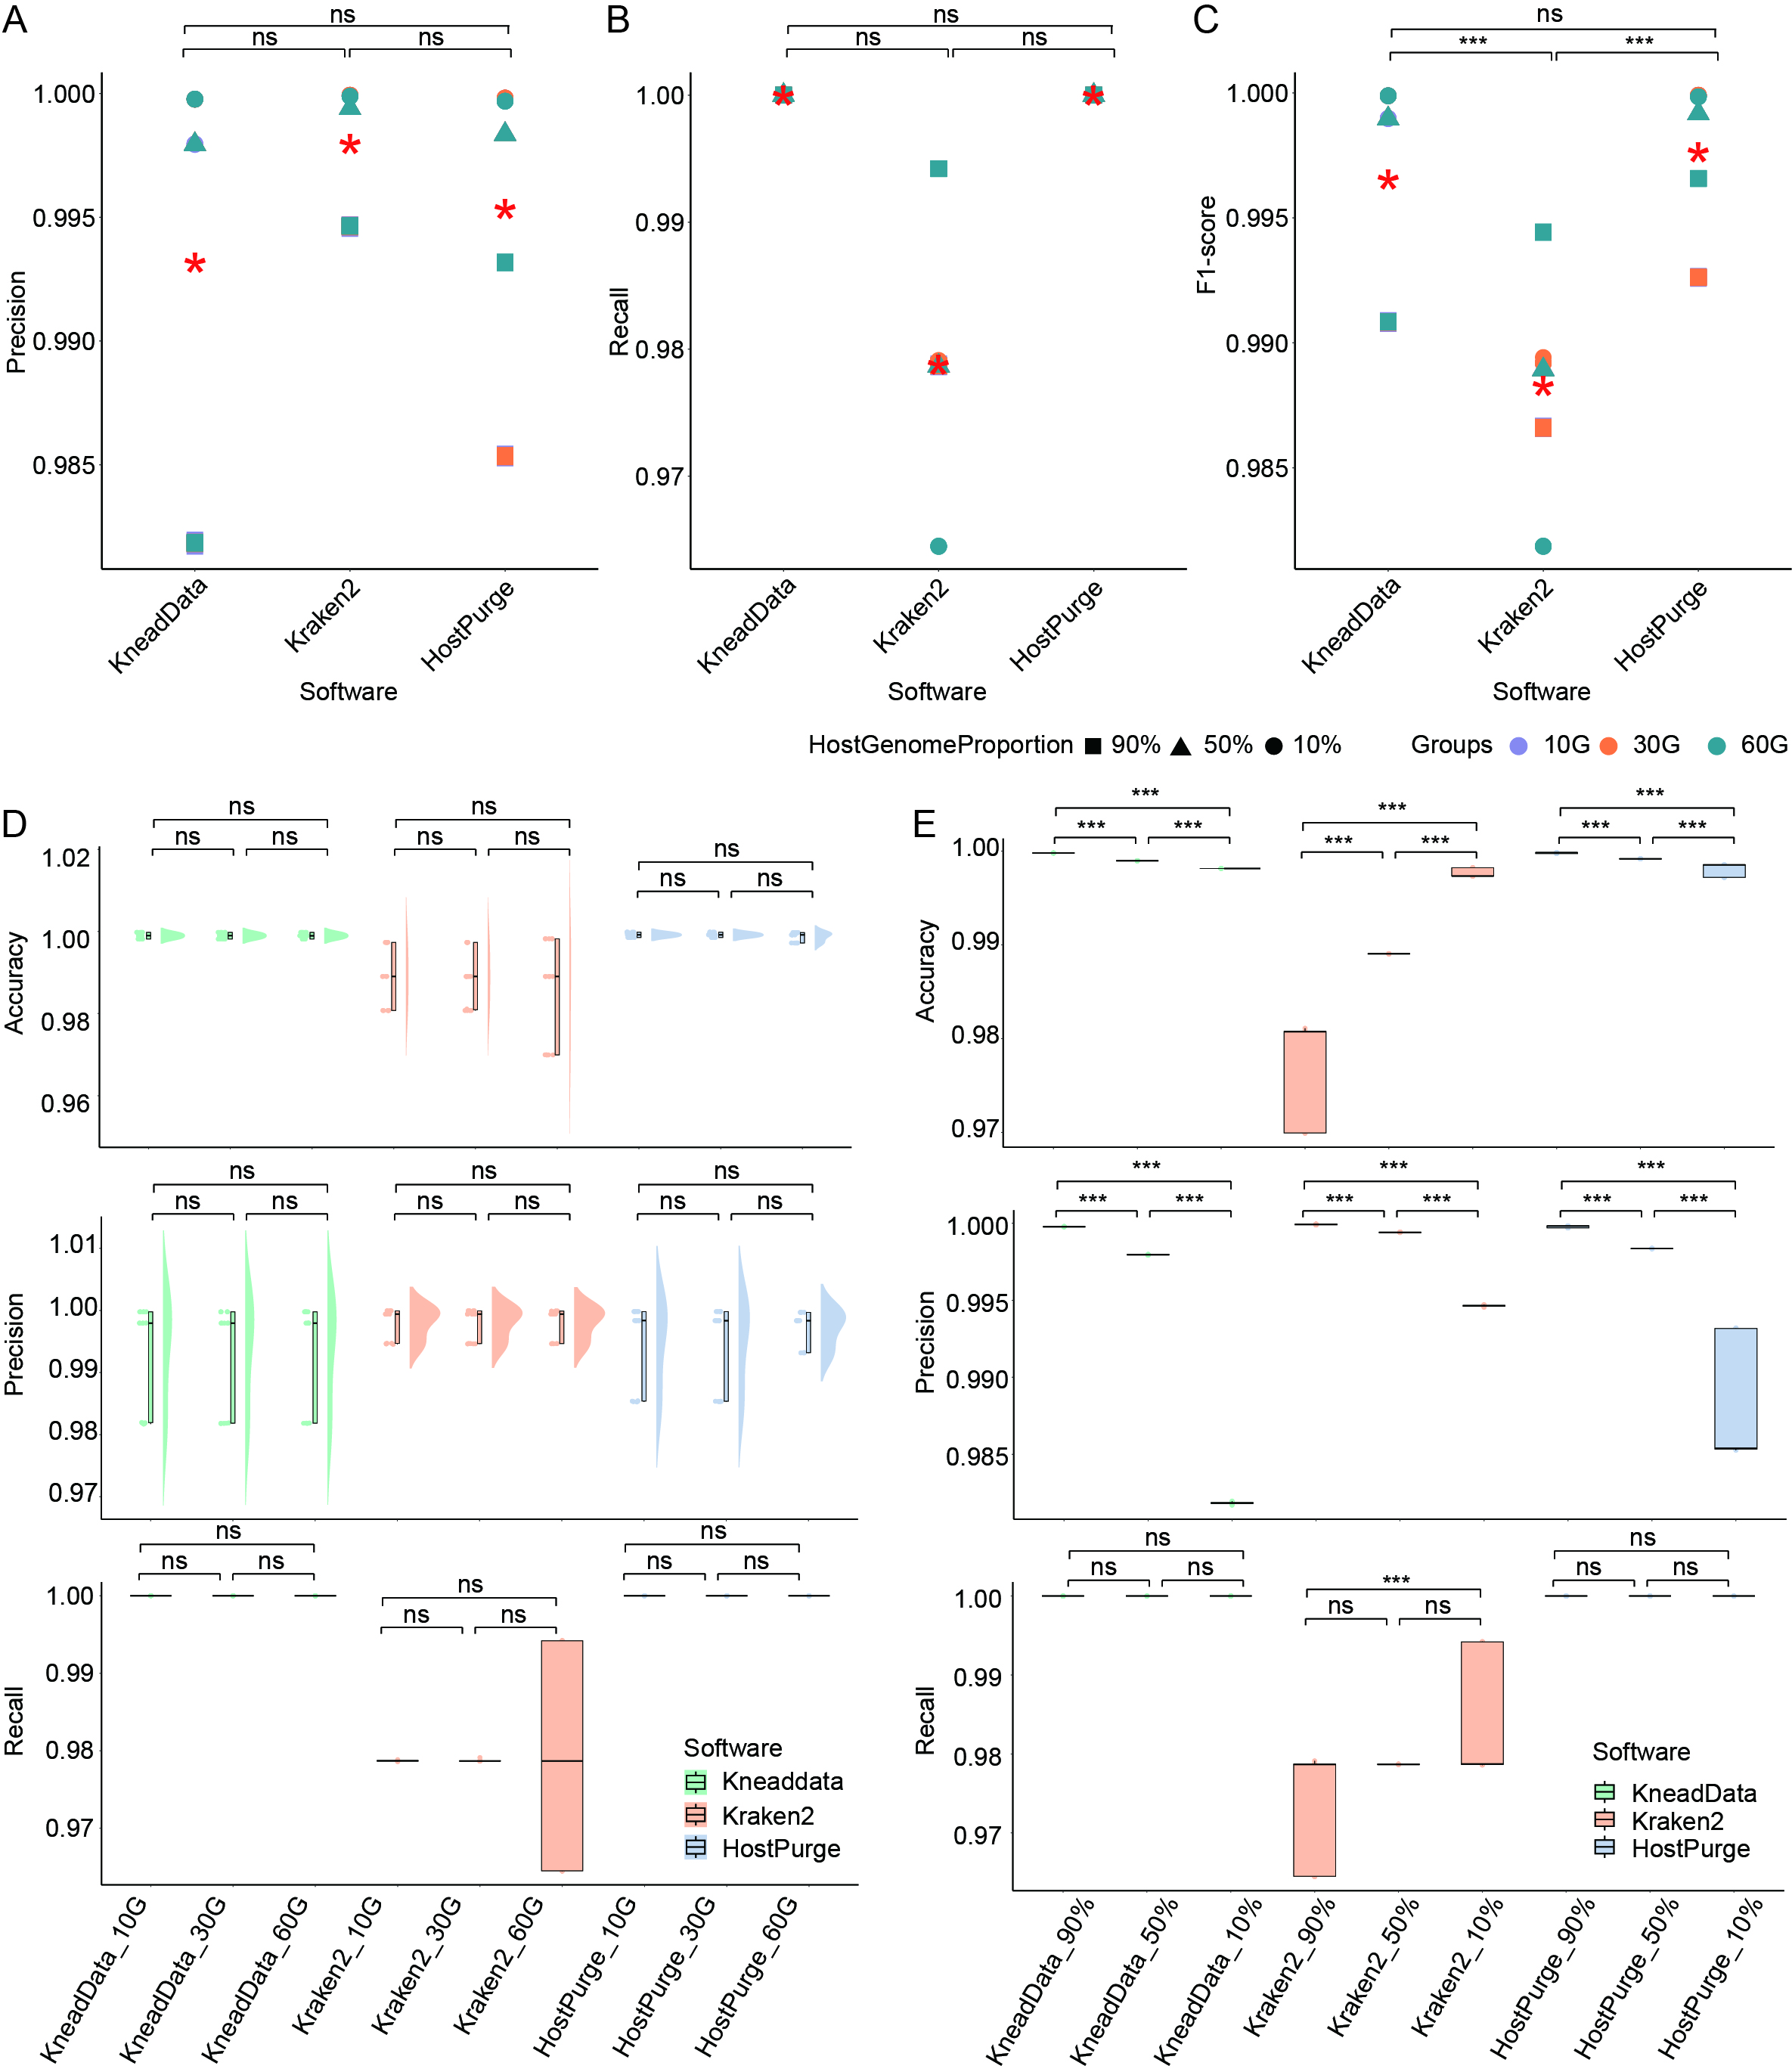 A
ns
ns ns
1.000
0.995
0.990
0.985
Precision
KneadData
Kraken2
HostPurge
Software
B
ns
ns ns
1.00
0.99
0.98
0.97
Recall
KneadData
Kraken2
HostPurge
Software
C
ns
*** ***
1.000
0.995
0.990
0.985
F1-score
KneadData
Kraken2
HostPurge
Software
HostGenomeProportion 90% 50% 10% Groups 10G 30G 60G
D
ns ns
ns ns ns ns
ns
ns ns
1.02
1.00
0.98
0.96
Accuracy
ns ns ns
ns ns ns ns ns ns
1.01
1.00
0.99
0.98
0.97
Precision
ns ns
ns ns ns ns
ns
ns ns
1.00
0.99
0.98
0.97
Recall
Software
Kneaddata
Kraken2
HostPurge
KneadData_10G
KneadData_30G
KneadData_60G
Kraken2_10G
Kraken2_30G
Kraken2_60G
HostPurge_10G
HostPurge_30G
HostPurge_60G
E
*** *** ***
*** *** *** *** *** ***
1.00
0.99
0.98
0.97
Accuracy
*** *** ***
*** *** *** *** *** ***
1.000
0.995
0.990
0.985
Precision
ns ns
ns ns ns ns
***
ns ns
1.00
0.99
0.98
0.97
Recall
Software
KneadData
Kraken2
HostPurge
KneadData_90%
KneadData_50%
KneadData_10%
Kraken2_90%
Kraken2_50%
Kraken2_10%
HostPurge_90%
HostPurge_50%
HostPurge_10%